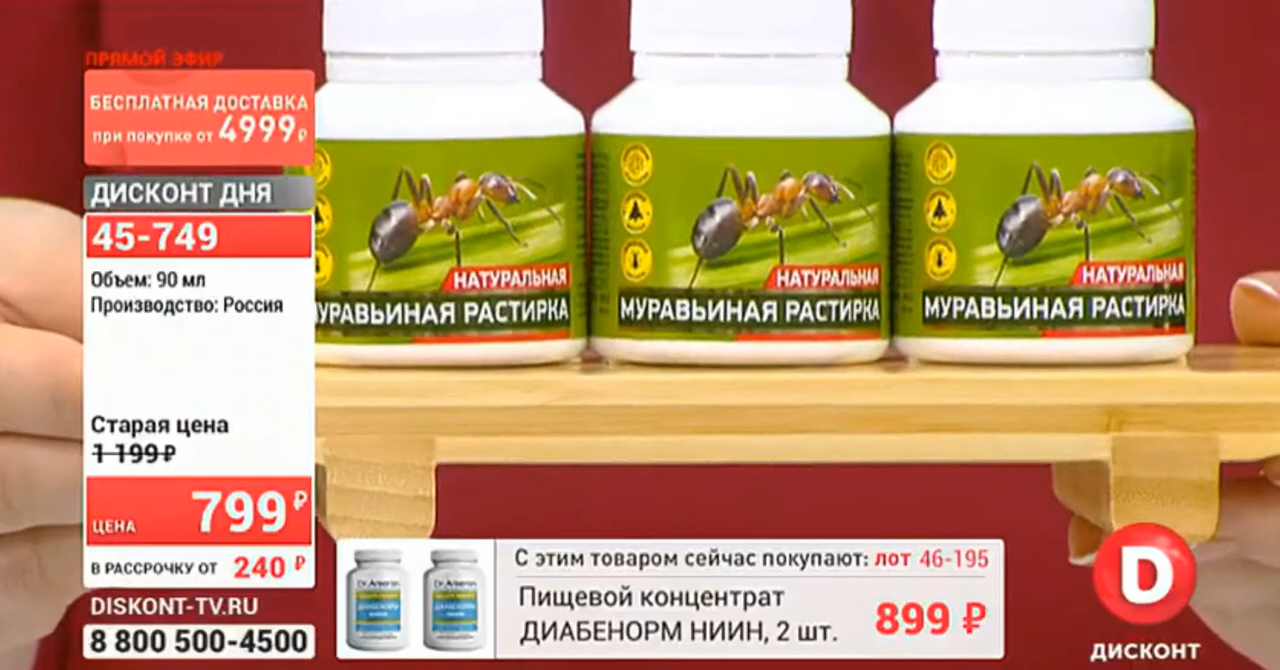 ПРЯМОЙ ЭФИР
БЕСПЛАТНАЯ ДОСТАВКА
при покупке от 4999₽
ДИСКОНТ ДНЯ
45-749
Объем: 90 мл
Производство: Россия
Старая цена
1 199 ₽
ЦЕНА 799 ₽
В РАССРОЧКУ ОТ 240 ₽
DISKONT-TV.RU
8 800 500-4500
НАТУРАЛЬНАЯ
УРАВЬИНАЯ РАСТИРКА
НАТУРАЛЬНАЯ
МУРАВЬИНАЯ РАСТИРКА
НАТУРАЛЬНАЯ
МУРАВЬИНАЯ РАСТИРКА
С этим товаром сейчас покупают: лот 46-195
Пищевой концентрат
ДИАБЕНОРМ НИИН, 2 шт.
899 ₽
D
ДИСКОНТ